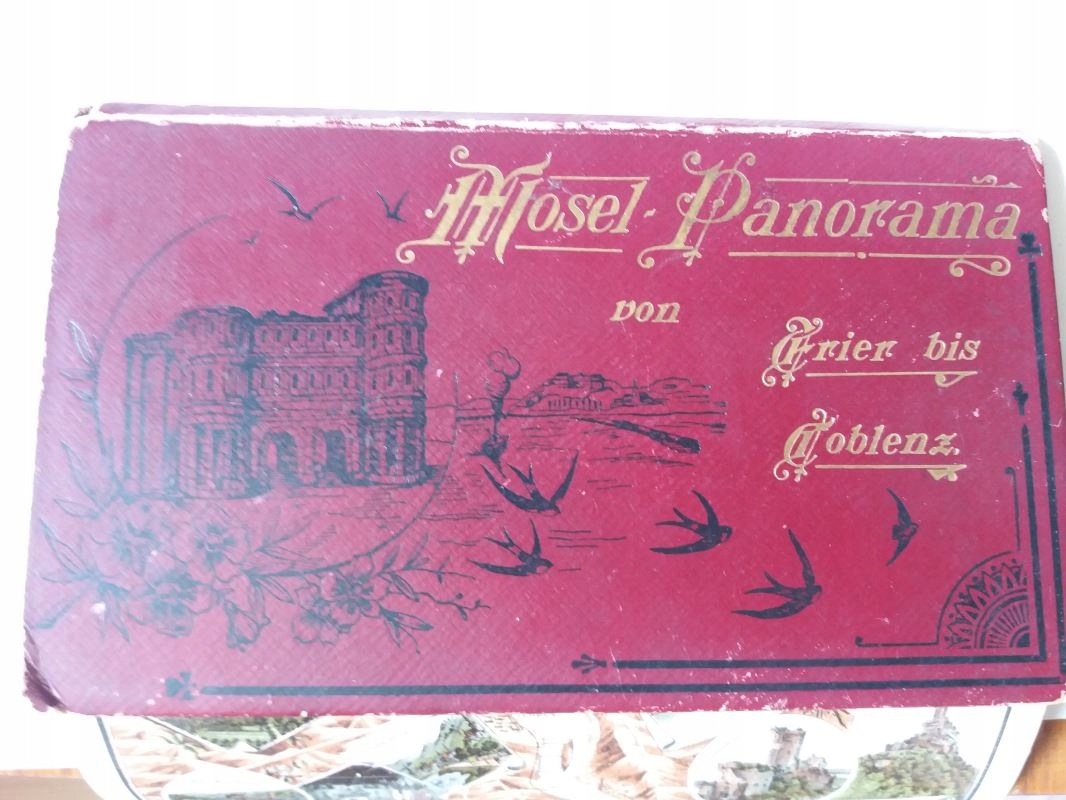 Mosel-Panorama
von
Trier bis
Coblenz.